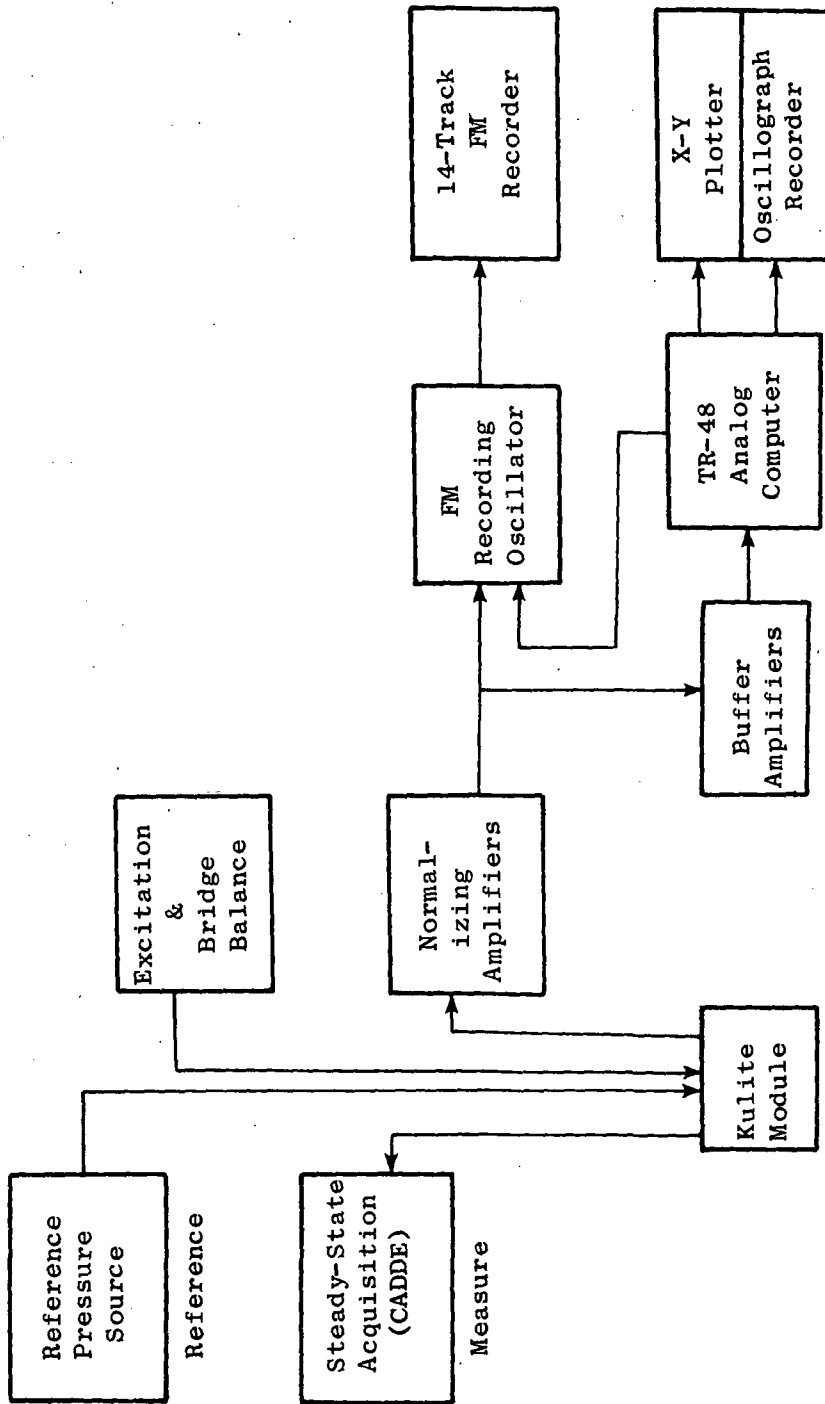 Reference
Pressure
Source
Reference
Excitation
&
Bridge
Balance
Steady-State
Acquisition
(CADDE)
Measure
Normal-
izing
Amplifiers
FM
Recording
Oscillator
14-Track
FM
Recorder
Kulite
Module
Buffer
Amplifiers
TR-48
Analog
Computer
X-Y
Plotter
Oscillograph
Recorder